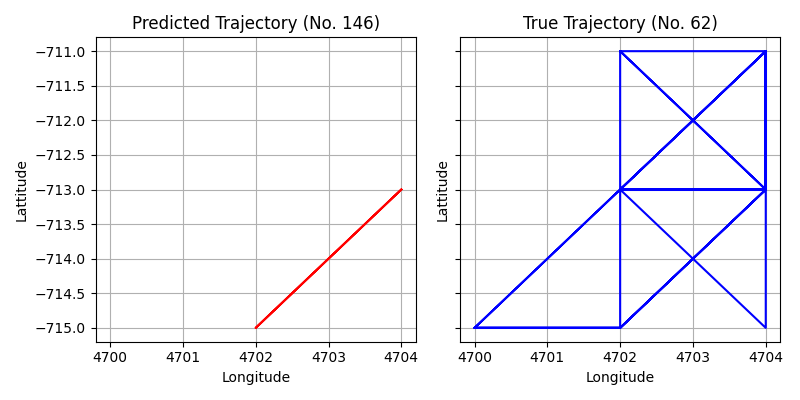 Predicted Trajectory (No. 146)
True Trajectory (No. 62)
Lattitude
−711.0
−711.5
−712.0
−712.5
−713.0
−713.5
−714.0
−714.5
−715.0
4700 4701 4702 4703 4704
Longitude
Lattitude
4700 4701 4702 4703 4704
Longitude